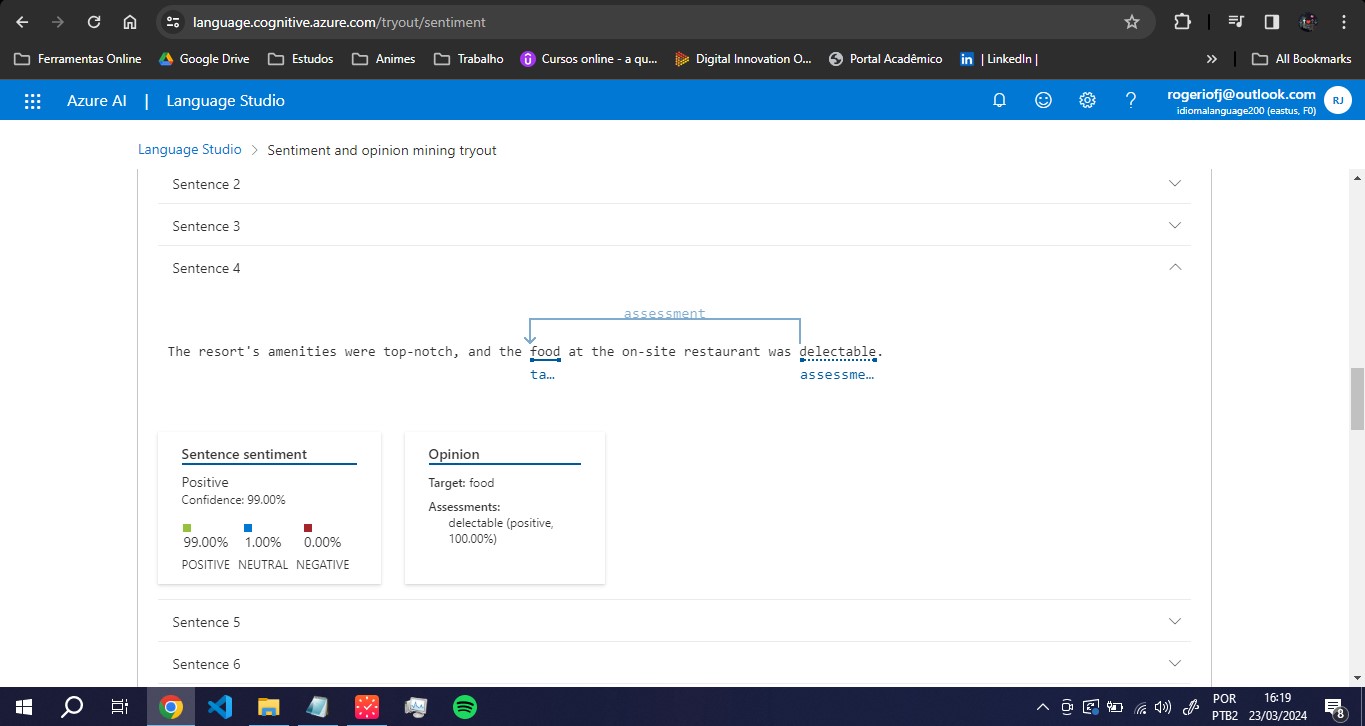 language.cognitive.azure.com/tryout/sentiment
Ferramentas Online Google Drive Estudos Animes Trabalho Cursos online - a qu... Digital Innovation O... Portal Acadêmico | LinkedIn | » All Bookmarks
Azure AI | Language Studio
rogeriofj@outlook.com
idiomalanguage200 (eastus, F0)
RJ
Language Studio > Sentiment and opinion mining tryout
Sentence 2
Sentence 3
Sentence 4
assessment
The resort's amenities were top-notch, and the food at the on-site restaurant was delectable.
ta… assessme…
Sentence sentiment
Positive
Confidence: 99.00%
99.00% 1.00% 0.00%
POSITIVE NEUTRAL NEGATIVE
Opinion
Target: food
Assessments:
delectable (positive,
100.00%)
Sentence 5
Sentence 6
POR
PTB2
16:19
23/03/2024
8